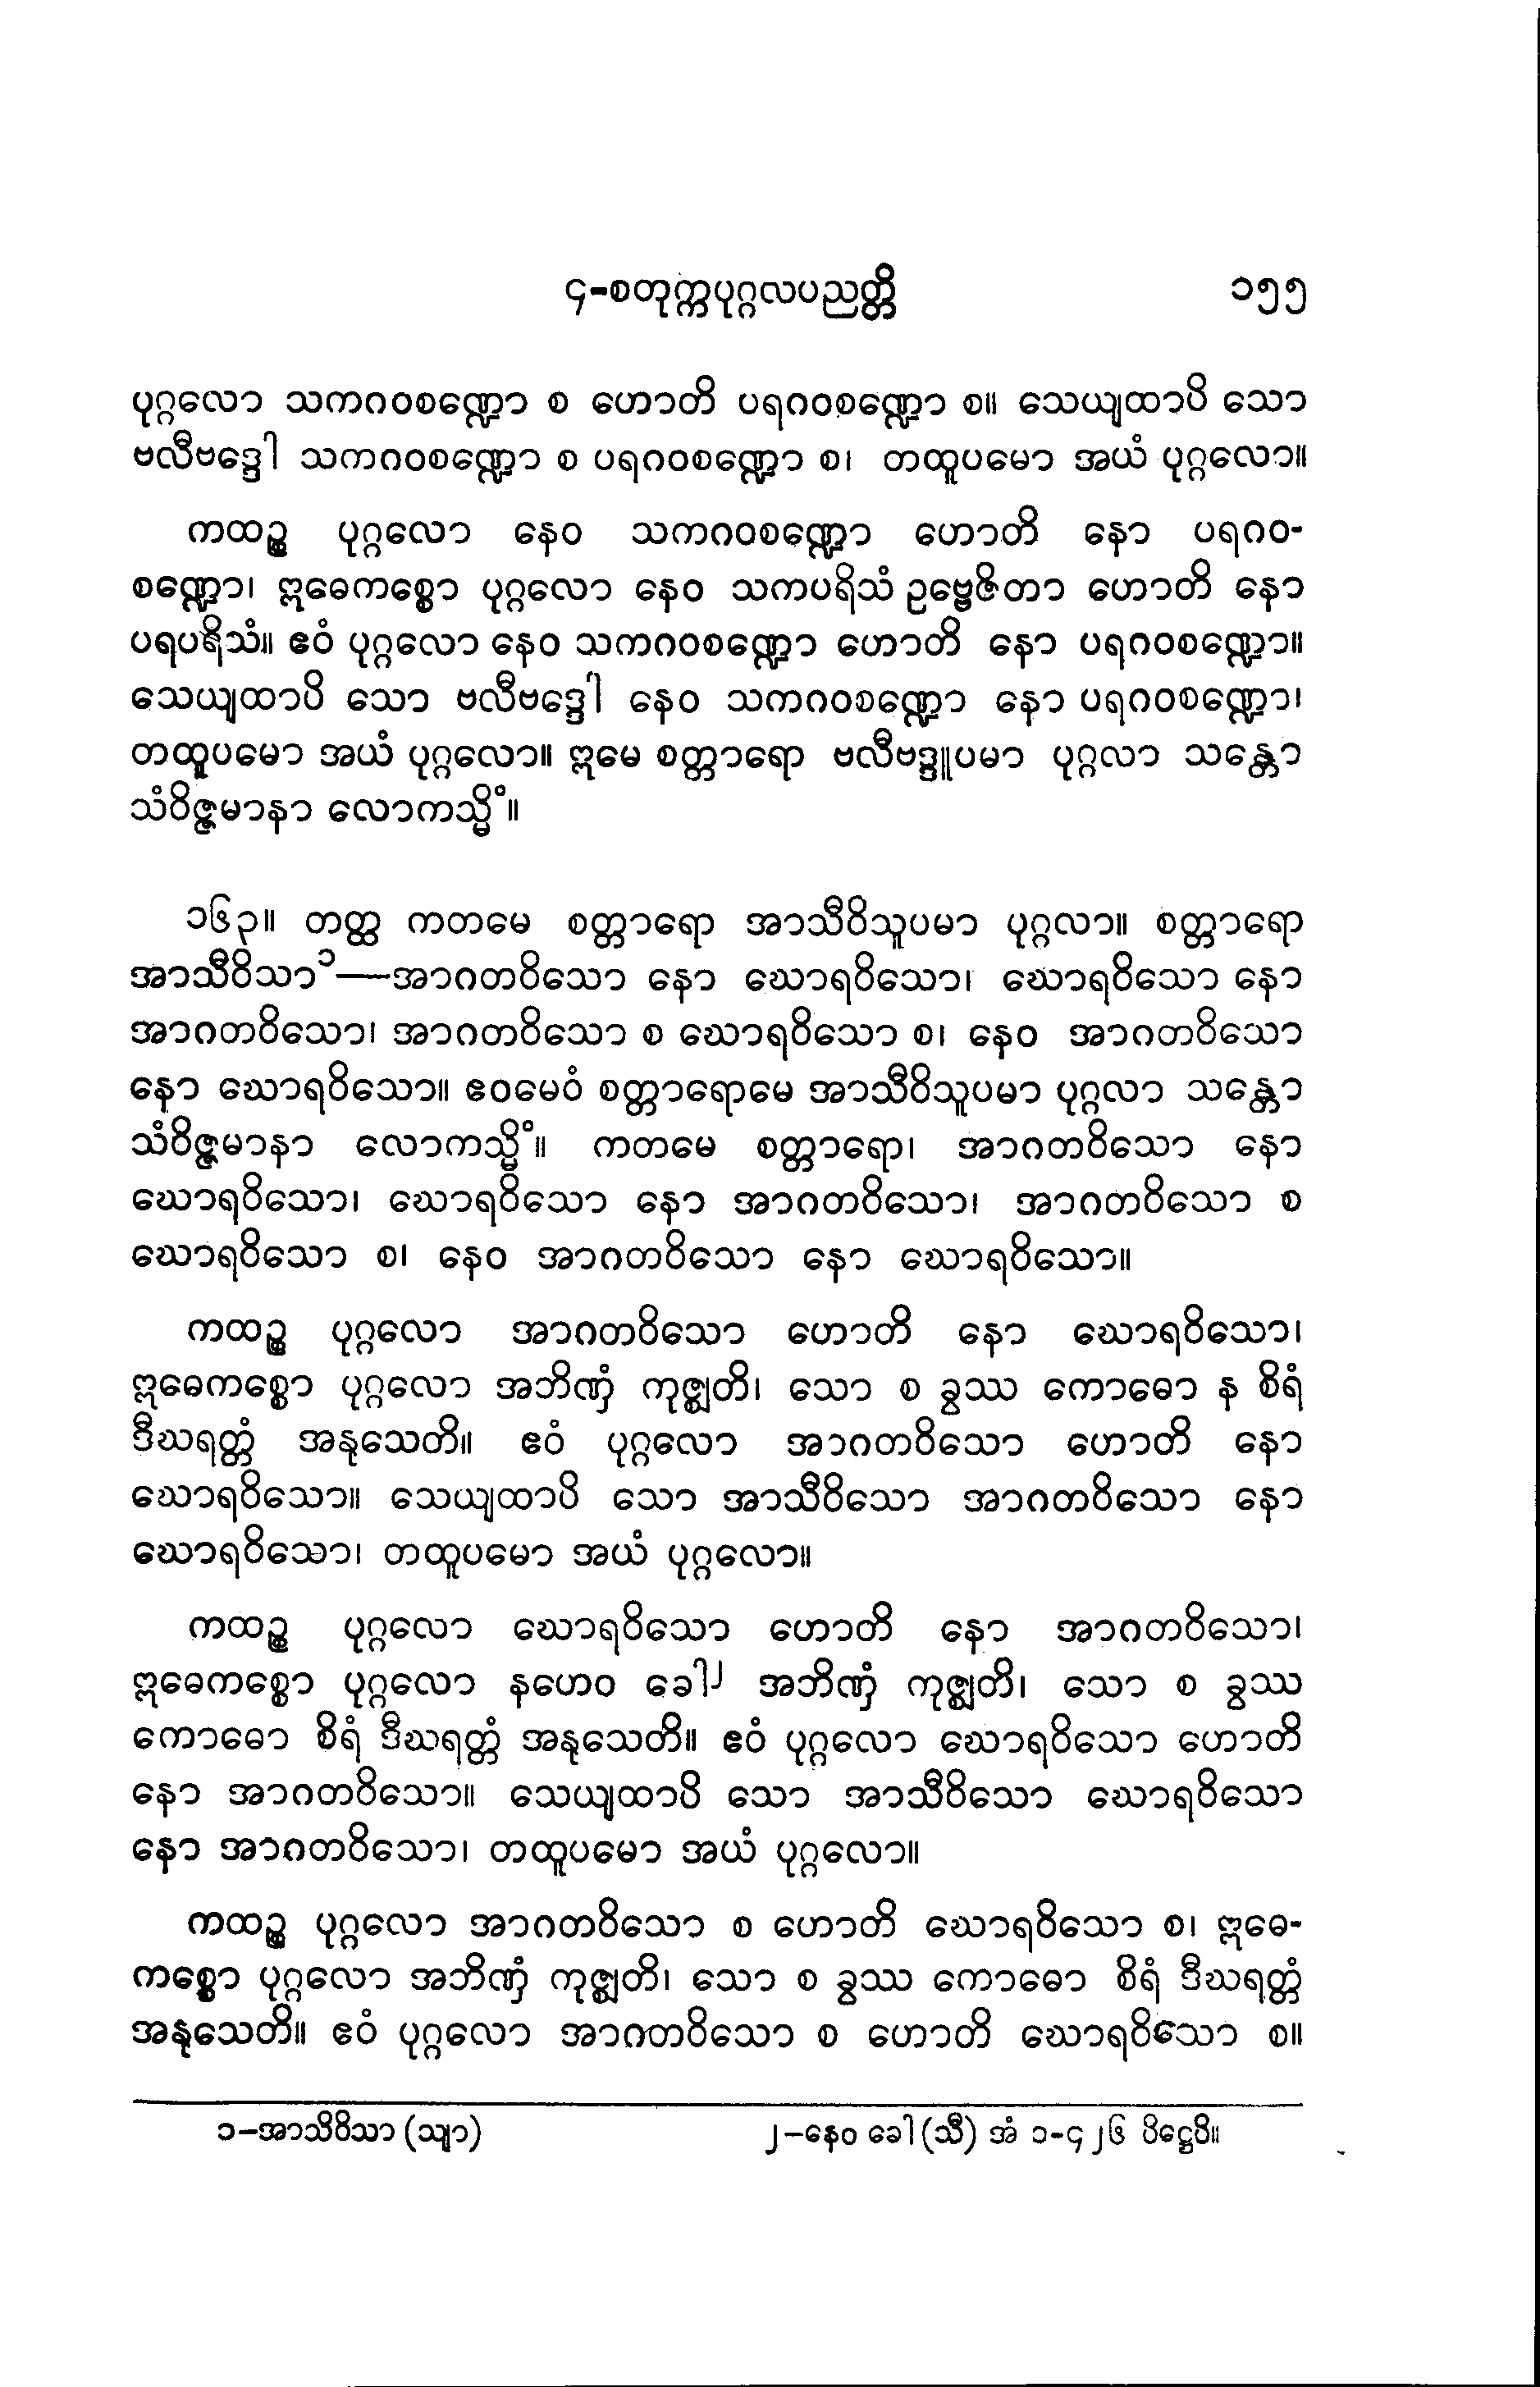 ၄-စတုက္ကပုဂ္ဂလပညတ္တိ ၁၅၅
ပုဂ္ဂလော သကဂဝစဏ္ဍော စ ဟောတိ ပရဂဝစဏ္ဍော စ။ သေယျထာပိ သော
ဗလီဗဒ္ဒေါ သကဂဝစဏ္ဍော စ ပရဂဝစဏ္ဍော စ၊ တထူပမော အယံ ပုဂ္ဂလော။
ကထဉ္စ ပုဂ္ဂလော နေဝ သကဂဝစဏ္ဍော ဟောတိ နော ပရဂဝ-
စဏ္ဍော၊ ဣဓေကစ္စော ပုဂ္ဂလော နေဝ သကပရိသံ ဥဗ္ဗေဇိတာ ဟောတိ နော
ပရပရိသံ။ ဧဝံ ပုဂ္ဂလော နေဝ သကဂဝစဏ္ဍော ဟောတိ နော ပရဂဝစဏ္ဍော။
သေယျထာပိ သော ဗလီဗဒ္ဒေါ နေဝ သကဂဝစဏ္ဍော နော ပရဂဝစဏ္ဍော၊
တထူပမော အယံ ပုဂ္ဂလော။ ဣမေ စတ္တာရော ဗလီဗဒ္ဒူပမာ ပုဂ္ဂလာ သန္တော
သံဝိဇ္ဇမာနာ လောကသ္မိံ။
၁၆၃။ တတ္ထ ကတမေ စတ္တာရော အာသီဝိသူပမာ ပုဂ္ဂလာ။ စတ္တာရော
အာသီဝိသာ၁—အာဂတဝိသော နော ဃောရဝိသော၊ ဃောရဝိသော နော
အာဂတဝိသော၊ အာဂတဝိသော စ ဃောရဝိသော စ၊ နေဝ အာဂတဝိသော
နော ဃောရဝိသော။ ဧဝမေဝံ စတ္တာရောမေ အာသီဝိသူပမာ ပုဂ္ဂလာ သန္တော
သံဝိဇ္ဇမာနာ လောကသ္မိံ။ ကတမေ စတ္တာရော၊ အာဂတဝိသော နော
ဃောရဝိသော၊ ဃောရဝိသော နော အာဂတဝိသော၊ အာဂတဝိသော စ
ဃောရဝိသော စ၊ နေဝ အာဂတဝိသော နော ဃောရဝိသော။
ကထဉ္စ ပုဂ္ဂလော အာဂတဝိသော ဟောတိ နော ဃောရဝိသော၊
ဣဓေကစ္စော ပုဂ္ဂလော အဘိဏှံ ကုဇ္ဈတိ၊ သော စ ခွဿ ကောဓော န စိရံ
ဒီဃရတ္တံ အနုသေတိ။ ဧဝံ ပုဂ္ဂလော အာဂတဝိသော ဟောတိ နော
ဃောရဝိသော။ သေယျထာပိ သော အာသီဝိသော အာဂတဝိသော နော
ဃောရဝိသော၊ တထူပမော အယံ ပုဂ္ဂလော။
ကထဉ္စ ပုဂ္ဂလော ဃောရဝိသော ဟောတိ နော အာဂတဝိသော၊
ဣဓေကစ္စော ပုဂ္ဂလော နဟေဝ ခေါ၂ အဘိဏှံ ကုဇ္ဈတိ၊ သော စ ခွဿ
ကောဓော စိရံ ဒီဃရတ္တံ အနုသေတိ။ ဧဝံ ပုဂ္ဂလော ဃောရဝိသော ဟောတိ
နော အာဂတဝိသော။ သေယျထာပိ သော အာသီဝိသော ဃောရဝိသော
နော အာဂတဝိသော၊ တထူပမော အယံ ပုဂ္ဂလော။
ကထဉ္စ ပုဂ္ဂလော အာဂတဝိသော စ ဟောတိ ဃောရဝိသော စ၊ ဣဓေ-
ကစ္စော ပုဂ္ဂလော အဘိဏှံ ကုဇ္ဈတိ၊ သော စ ခွဿ ကောဓော စိရံ ဒီဃရတ္တံ
အနုသေတိ။ ဧဝံ ပုဂ္ဂလော အာဂတဝိသော စ ဟောတိ ဃောရဝိသော စ။
၁-အာသိဝိသာ (သျာ) ၂-နေဝ ခေါ (သီ) အံ ၁-၄၂၆ ပိဋ္ဌေပိ။